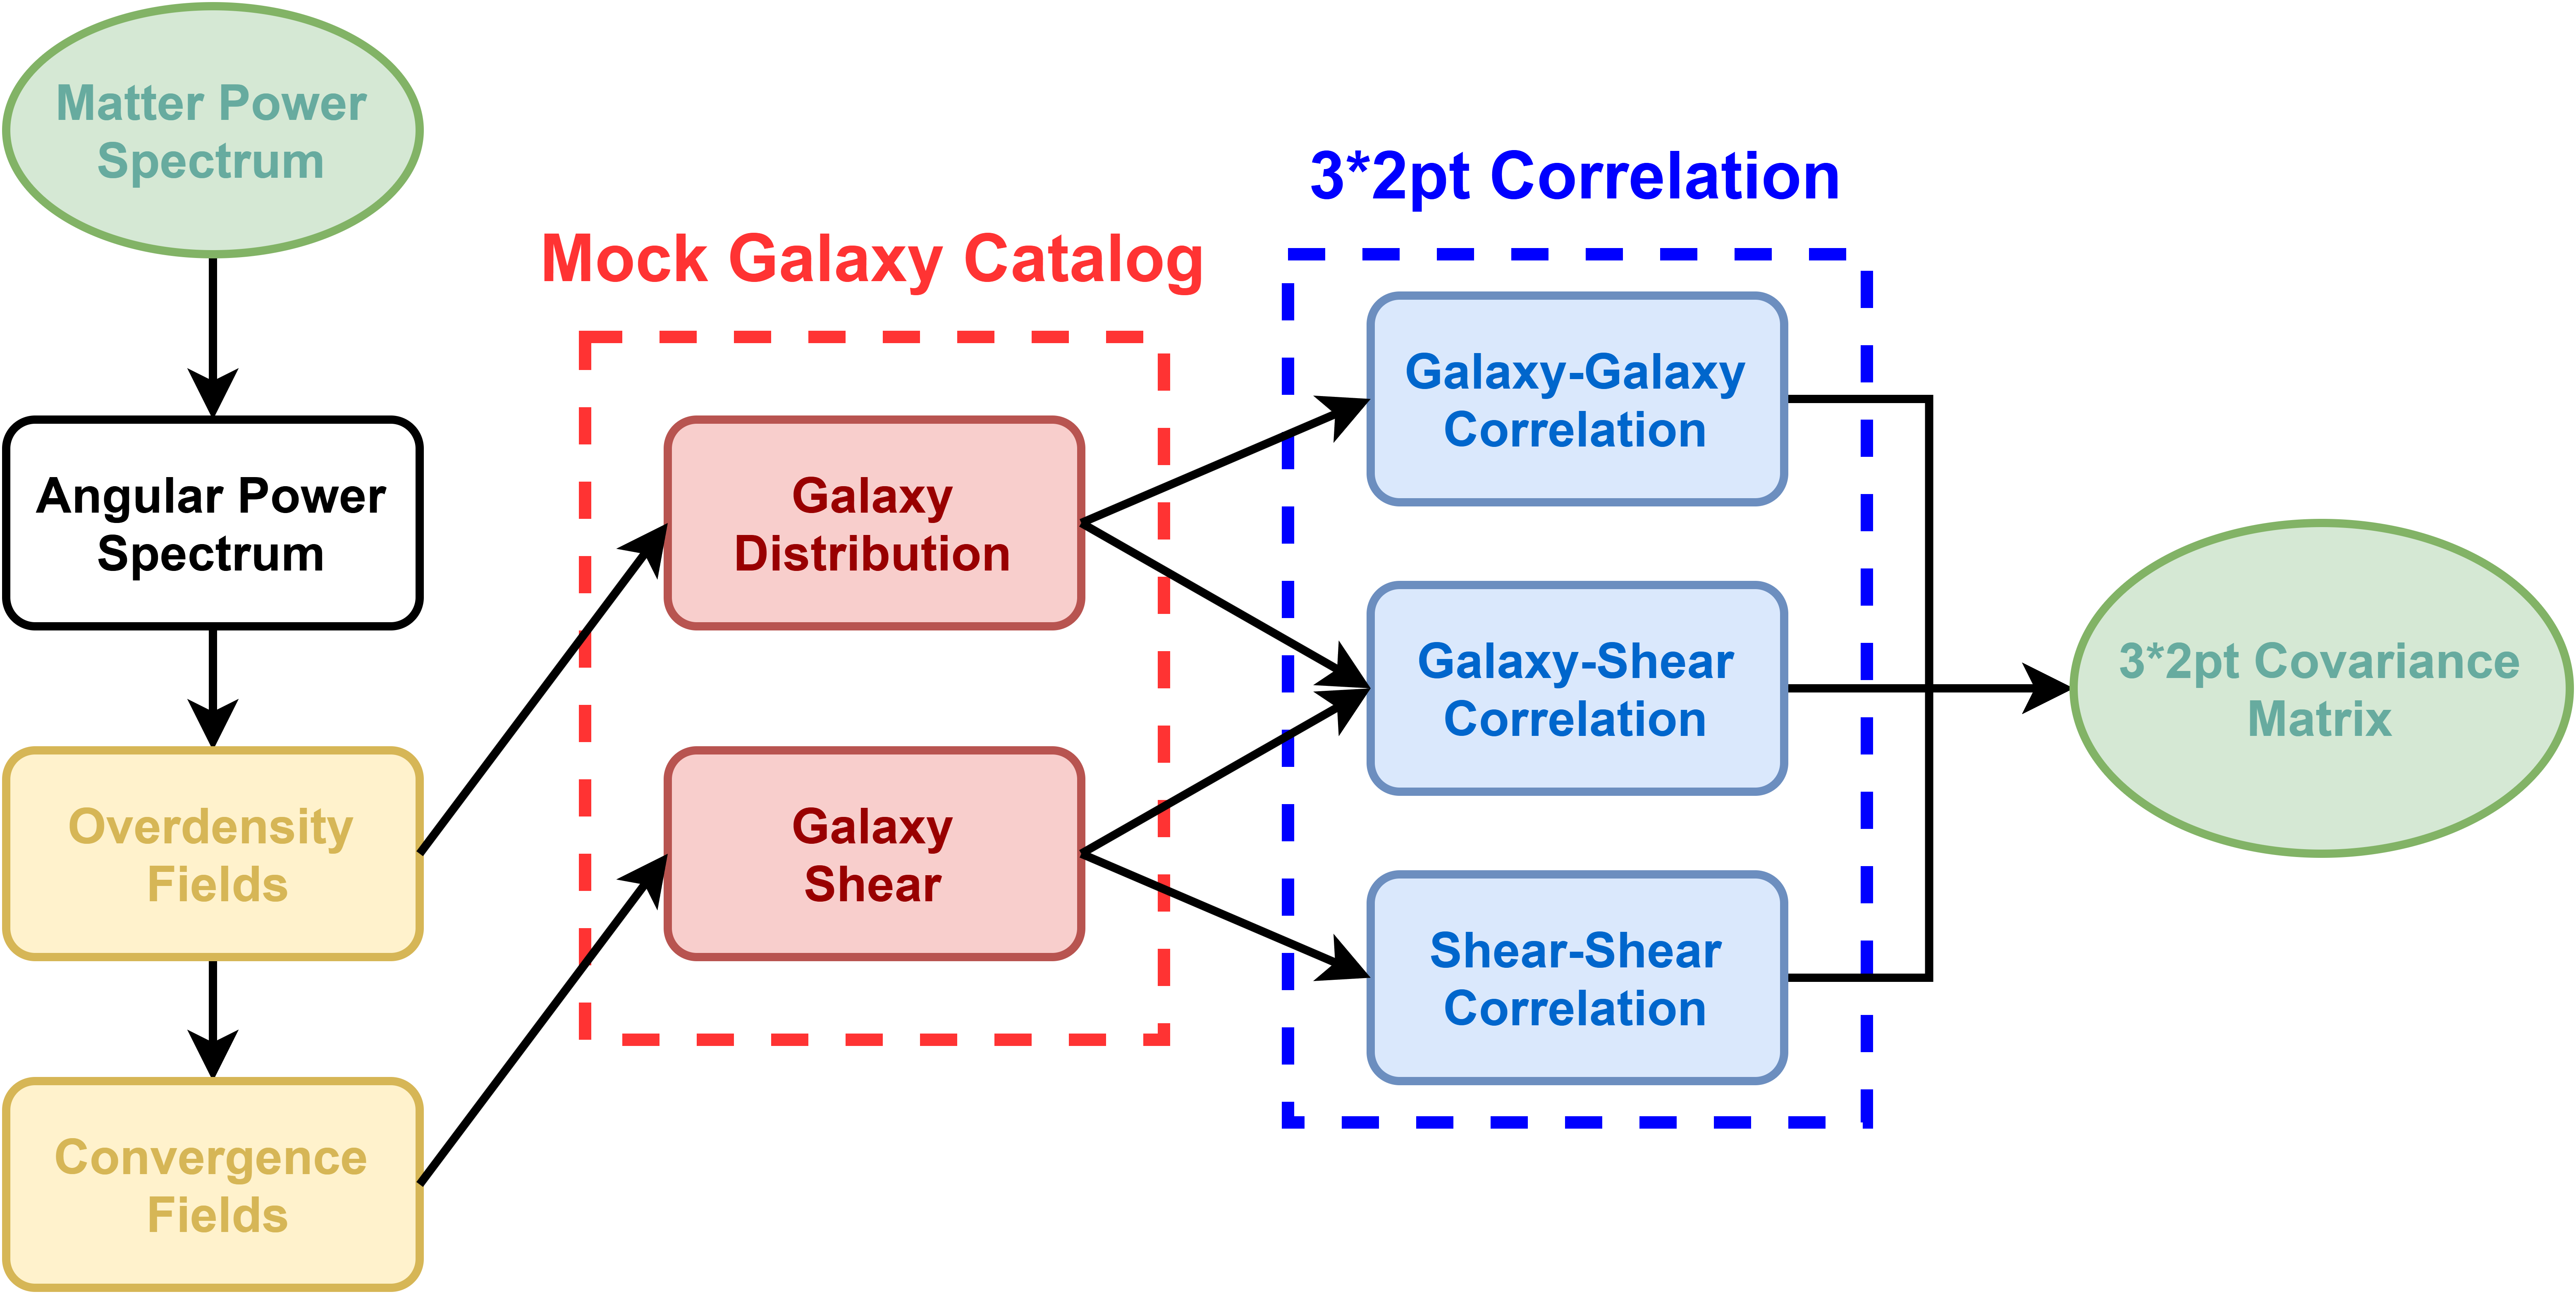 Matter Power
Spectrum
Angular Power
Spectrum
Overdensity
Fields
Convergence
Fields
Mock Galaxy Catalog
Galaxy
Distribution
Galaxy
Shear
3*2pt Correlation
Galaxy-Galaxy
Correlation
Galaxy-Shear
Correlation
Shear-Shear
Correlation
3*2pt Covariance
Matrix